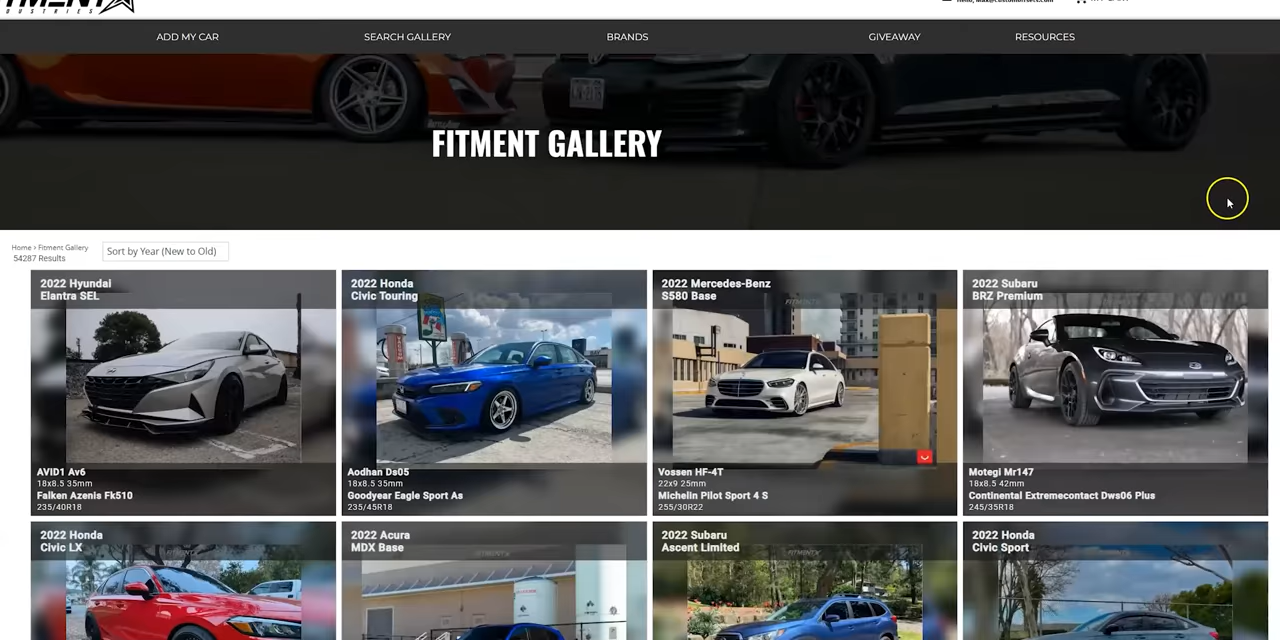 ADD MY CAR
SEARCH GALLERY
BRANDS
GIVEAWAY
RESOURCES
FITMENT GALLERY
Home › Fitment Gallery
54287 Results
Sort by Year (New to Old)
2022 Hyundai
Elantra SEL
AVID1 Av6
18x8.5 35mm
Falken Azenis Fk510
235/40R18
2022 Honda
Civic Touring
Aodhan Ds05
18x8.5 35mm
Goodyear Eagle Sport As
235/45R18
2022 Mercedes-Benz
S580 Base
Vossen HF-4T
22x9 25mm
Michelin Pilot Sport 4 S
255/30R22
2022 Subaru
BRZ Premium
Motegi Mr147
18x8.5 42mm
Continental Extremecontact Dws06 Plus
245/35R18
2022 Honda
Civic LX
2022 Acura
MDX Base
2022 Subaru
Ascent Limited
2022 Honda
Civic Sport